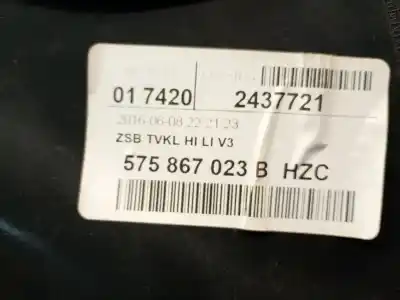 01 7420 2437721
2016-06-08 22:21:23
ZSB TVKL HI LI V3
575 867 023 B HZC